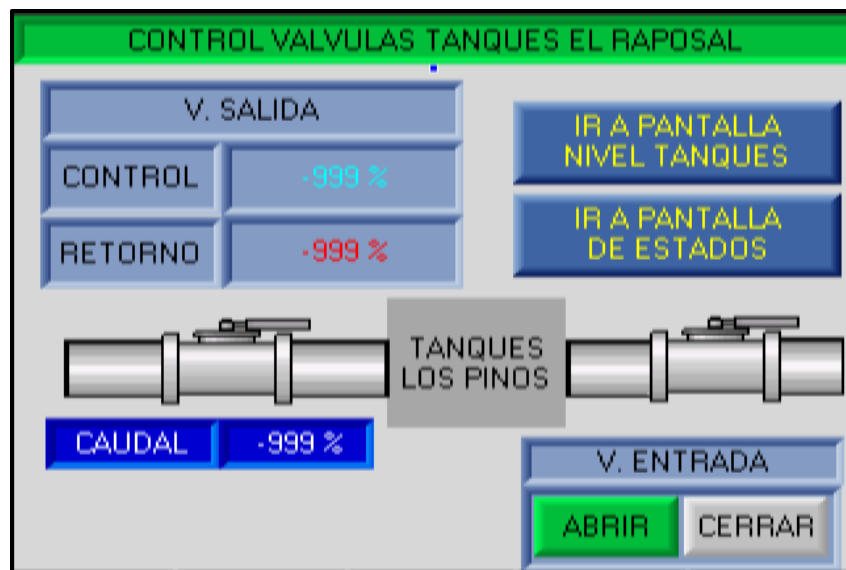 CONTROL VALVULAS TANQUES EL RAPOSAL
V. SALIDA
CONTROL -999 %
RETORNO -999 %
IR A PANTALLA
NIVEL TANQUES
IR A PANTALLA
DE ESTADOS
TANQUES
LOS PINOS
CAUDAL -999 %
V. ENTRADA
ABRIR CERRAR